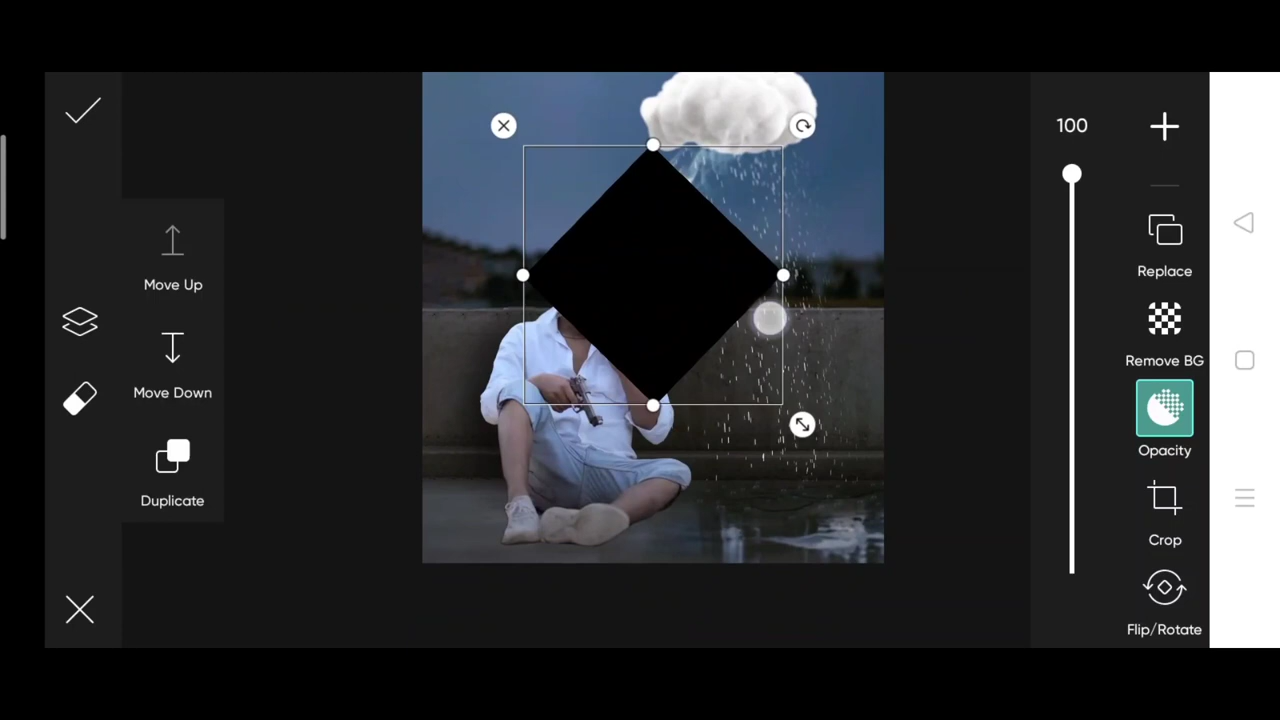 Move Up
Move Down
Duplicate
100
Replace
Remove BG
Opacity
Crop
Flip/Rotate